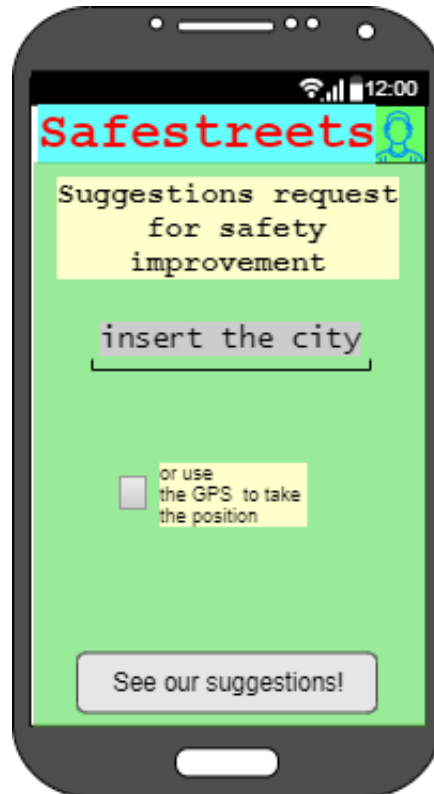 12:00
Safestreets
Suggestions request
for safety
improvement
insert the city
or use
the GPS to take
the position
See our suggestions!